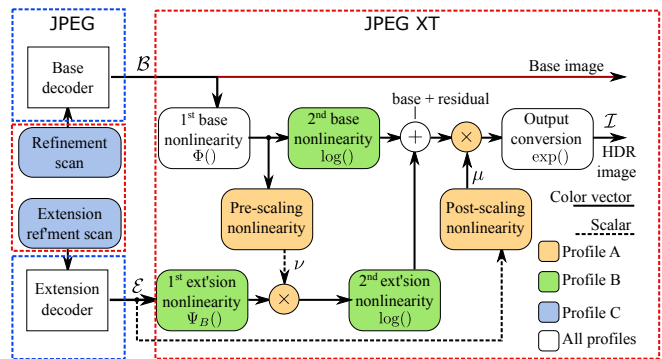 JPEG
JPEG XT
Base
decoder
ℬ
Base image
Refinement
scan
1st base
nonlinearity
Φ()
2nd base
nonlinearity
log()
base + residual
+
×
Output
conversion
exp()
ℐ
HDR
image
Extension
ref'ment scan
Pre-scaling
nonlinearity
μ
Post-scaling
nonlinearity
Color vector
Scalar
ν
Extension
decoder
ℰ
1st ext'sion
nonlinearity
Ψ_B()
×
2nd ext'sion
nonlinearity
log()
Profile A
Profile B
Profile C
All profiles